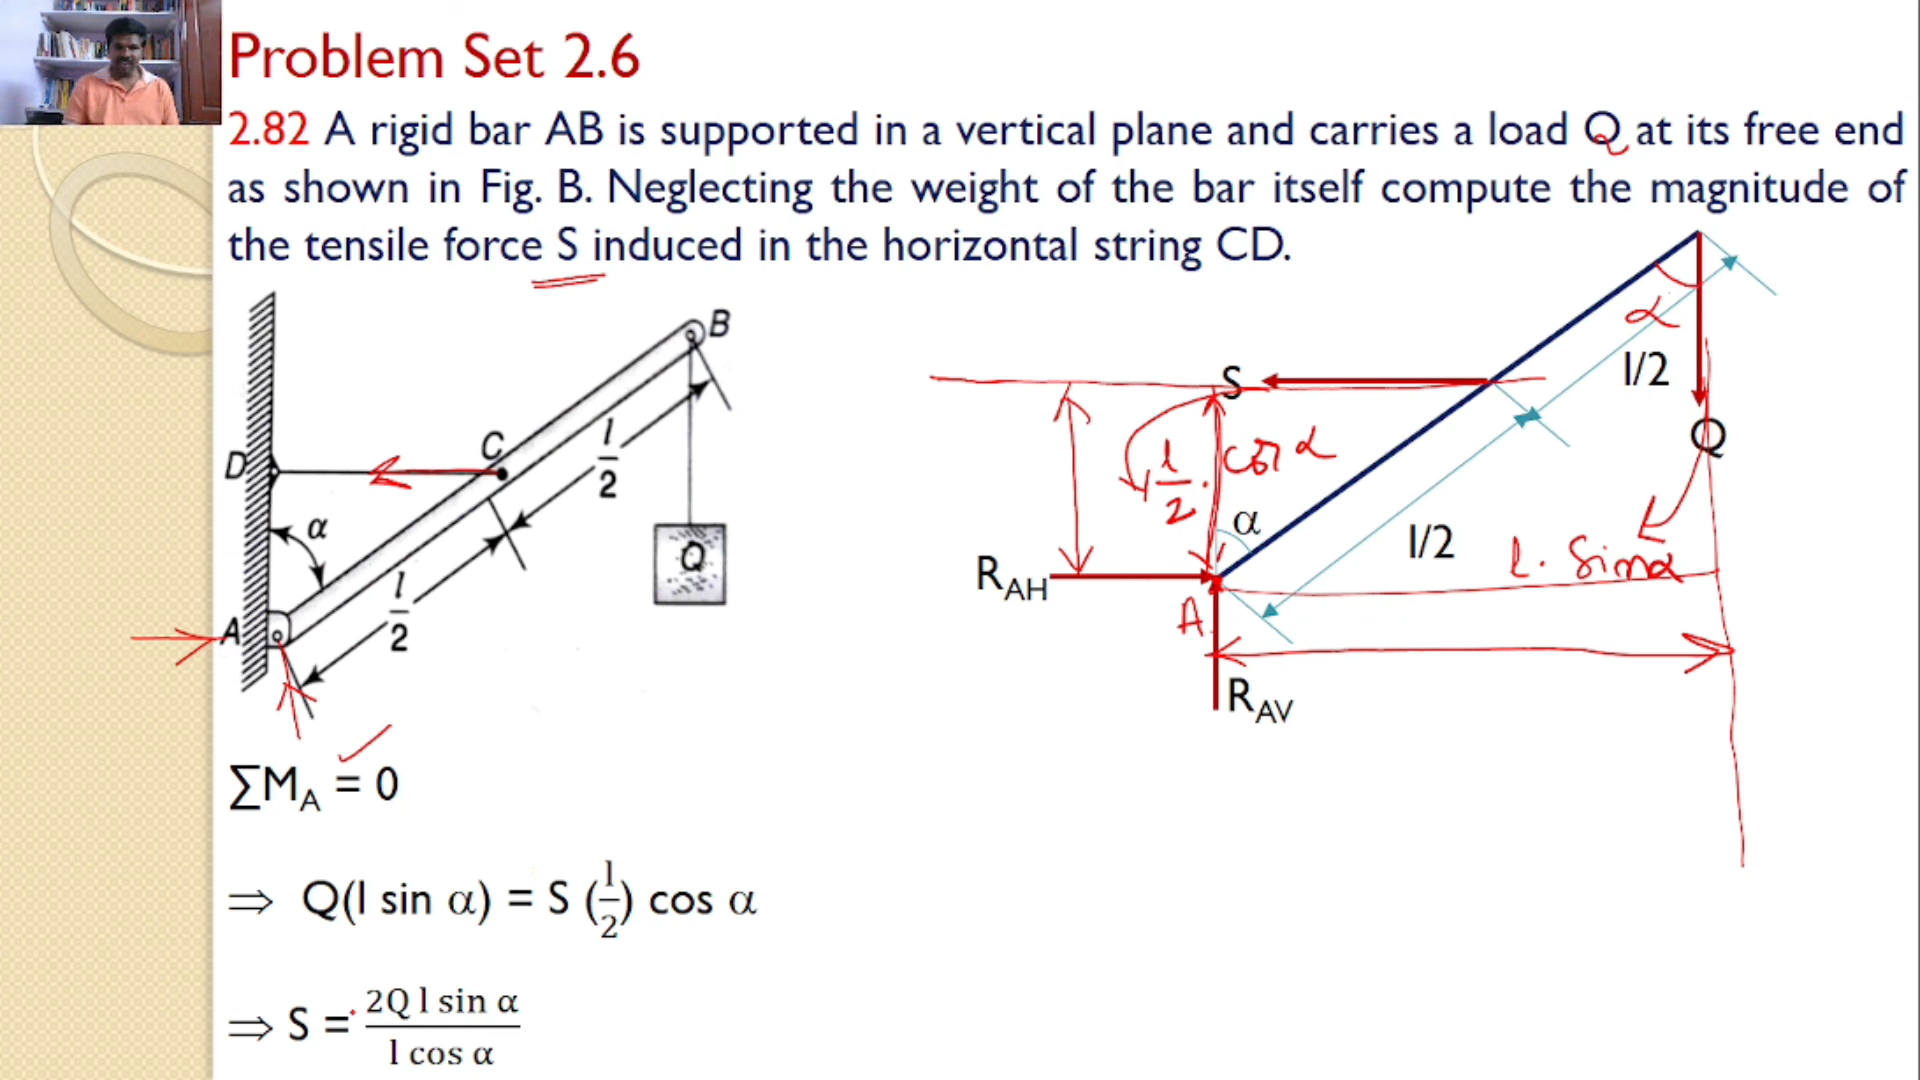 Problem Set 2.6
2.82 A rigid bar AB is supported in a vertical plane and carries a load Q at its free end
as shown in Fig. B. Neglecting the weight of the bar itself compute the magnitude of
the tensile force S induced in the horizontal string CD.
B
C
D
l/2
α
Q
l/2
A
α
l/2
S
Q
l/2 . cos α
α
l/2
l. Sinα
R_AH
A
R_AV
∑M_A = 0
⇒ Q(l sin α) = S (l/2) cos α
⇒ S = 2Q l sin α / l cos α